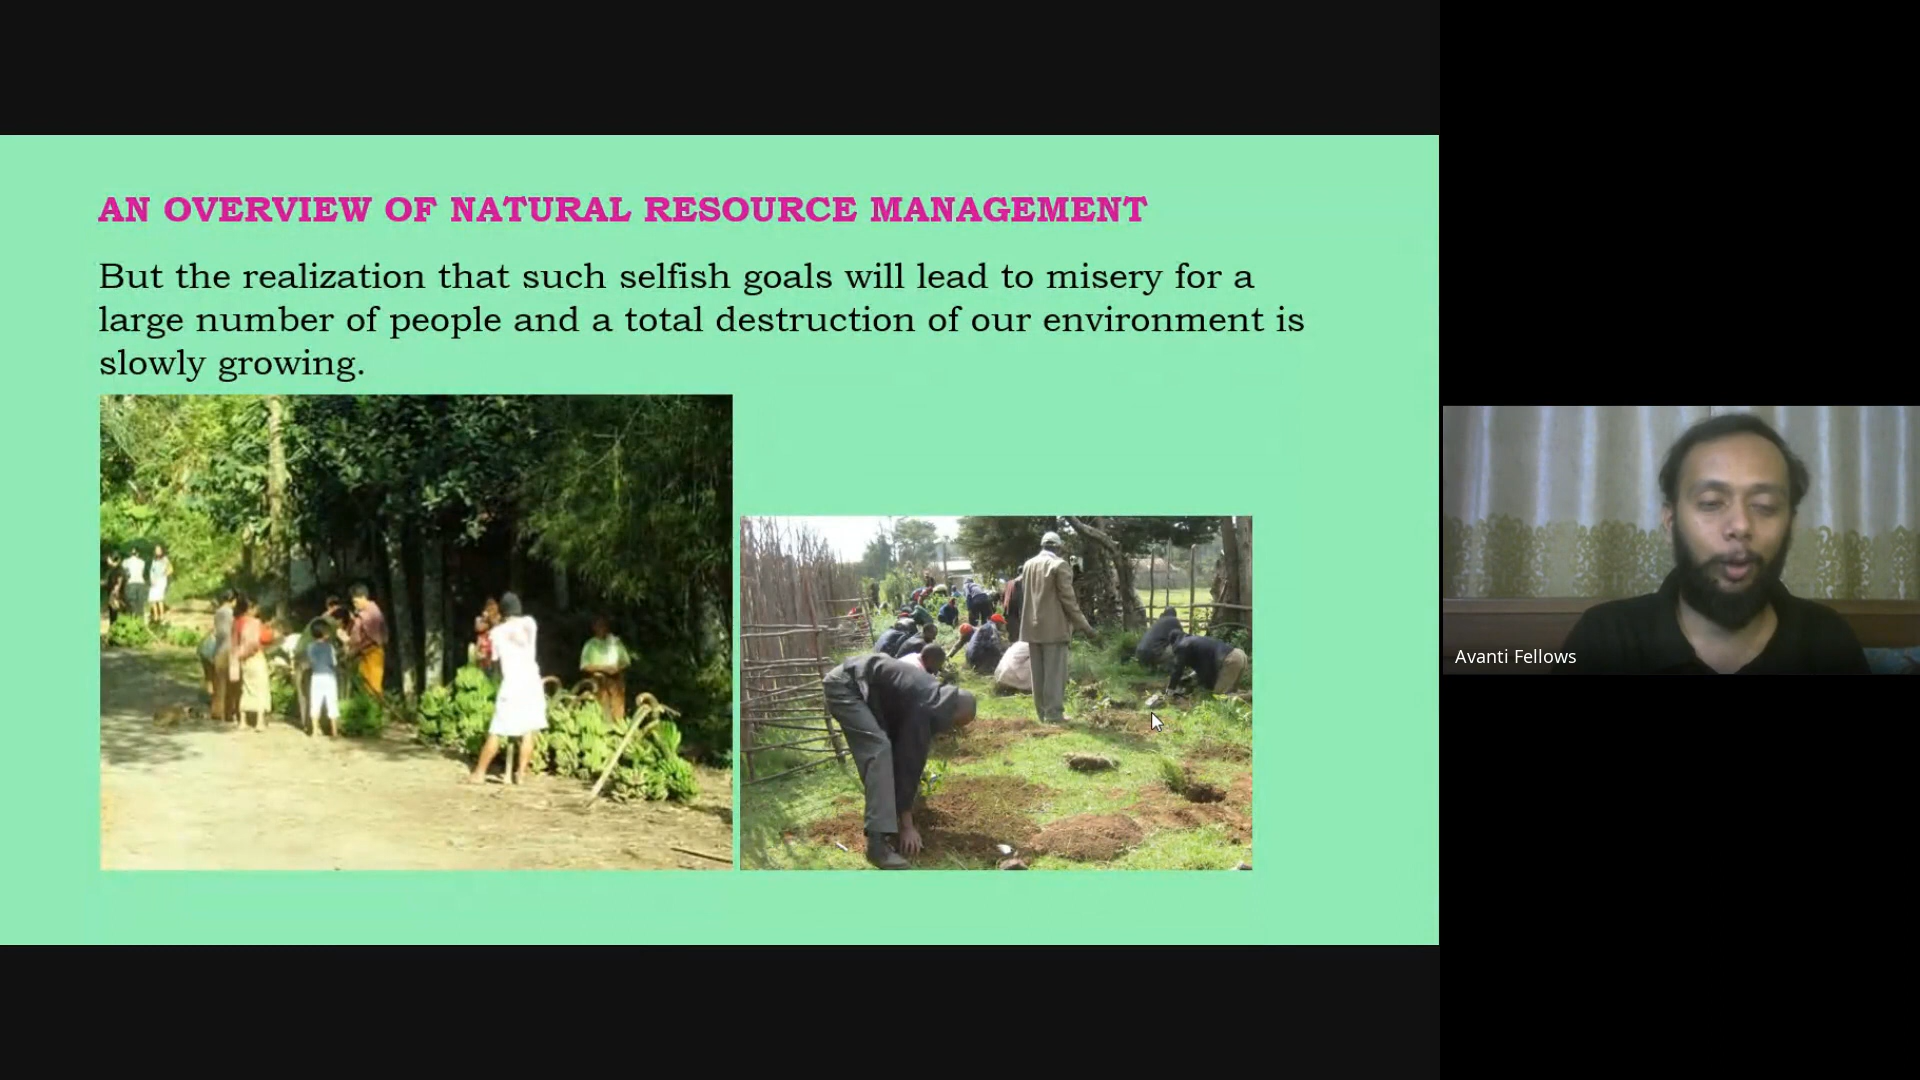 AN OVERVIEW OF NATURAL RESOURCE MANAGEMENT
But the realization that such selfish goals will lead to misery for a
large number of people and a total destruction of our environment is
slowly growing.
Avanti Fellows